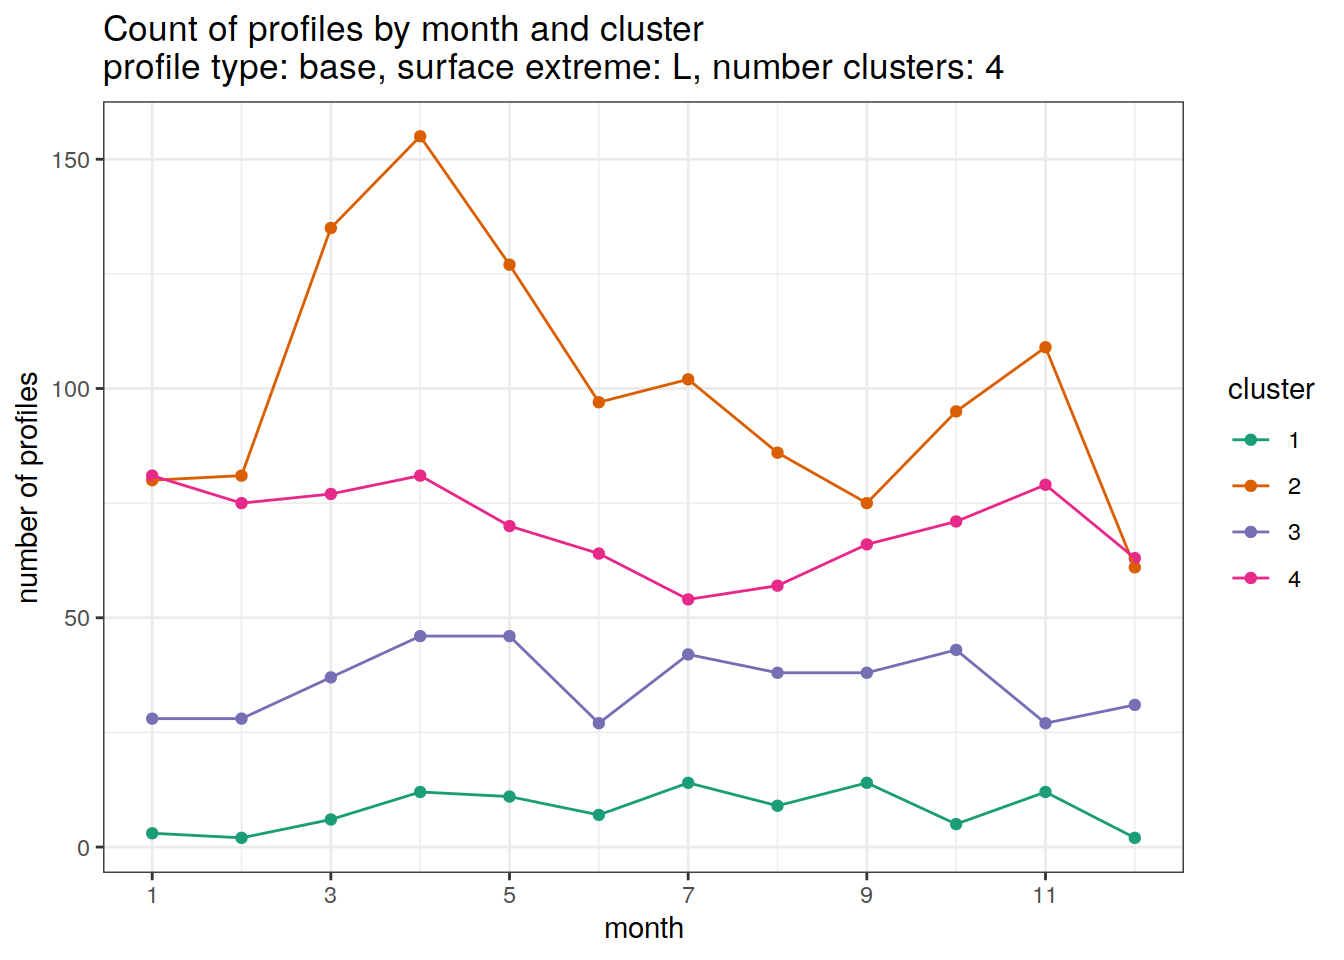 Count of profiles by month and cluster
profile type: base, surface extreme: L, number clusters: 4
number of profiles
150
100
50
0
1 3 5 7 9 11
month
cluster
1
2
3
4